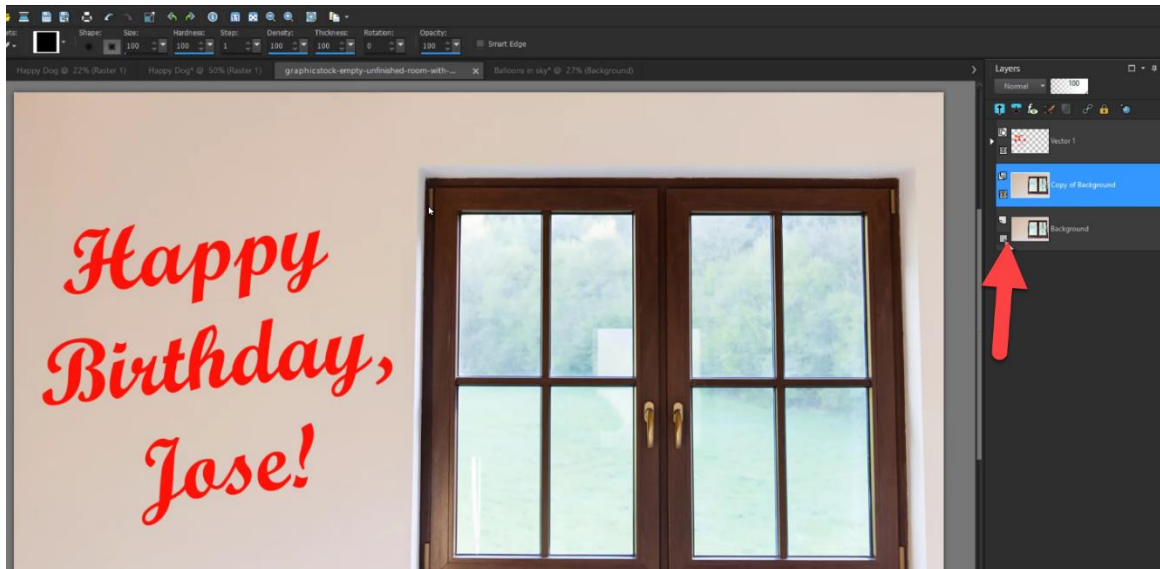 Shape: Size: Hardness: Step: Density: Thickness: Rotation: Opacity:
100 100 1 100 100 0 100 Smart Edge
Happy Dog @ 22% (Raster 1) Happy Dog* @ 50% (Raster 1) graphicstock-empty-unfinished-room-with-... X Balloons in sky* @ 27% (Background)
Layers
Normal 100
Vector 1
Copy of Background
Background
Happy
Birthday,
Jose!